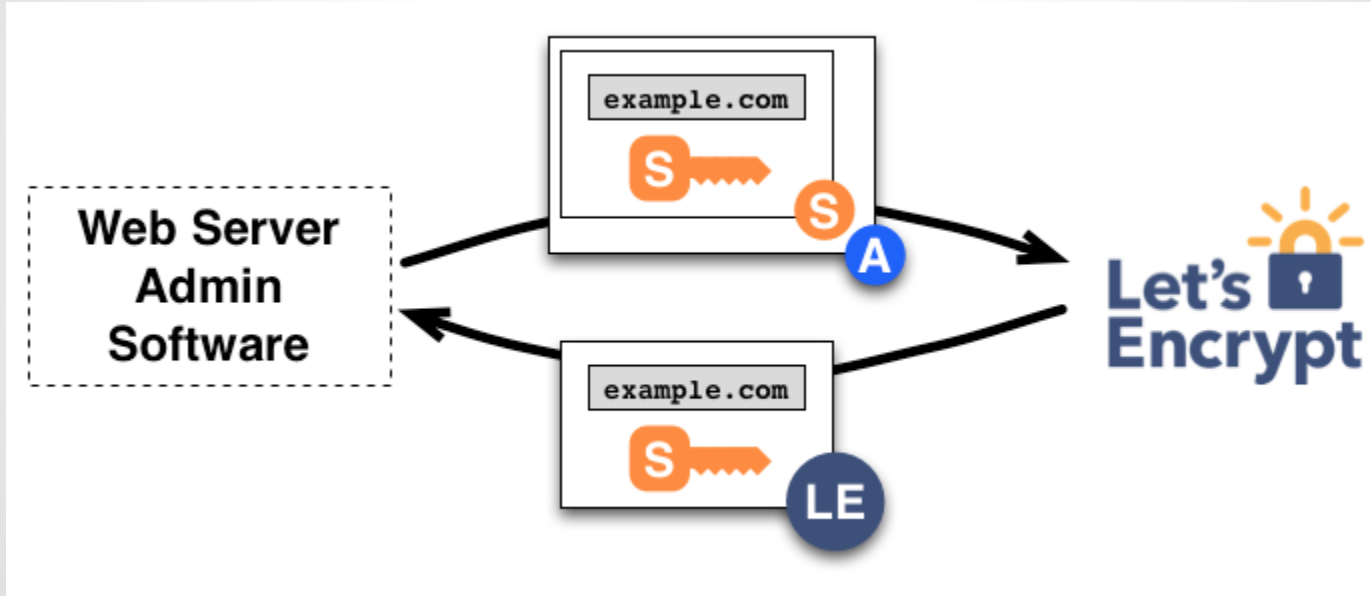 example.com
S
S
A
Web Server
Admin
Software
Let's
Encrypt
example.com
S
LE